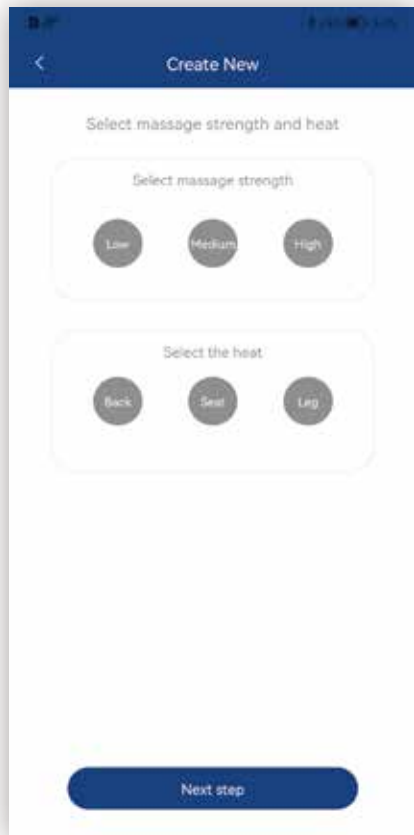 Create New
Select massage strength and heat
Select massage strength
Low Medium High
Select the heat
Back Seat Leg
Next step